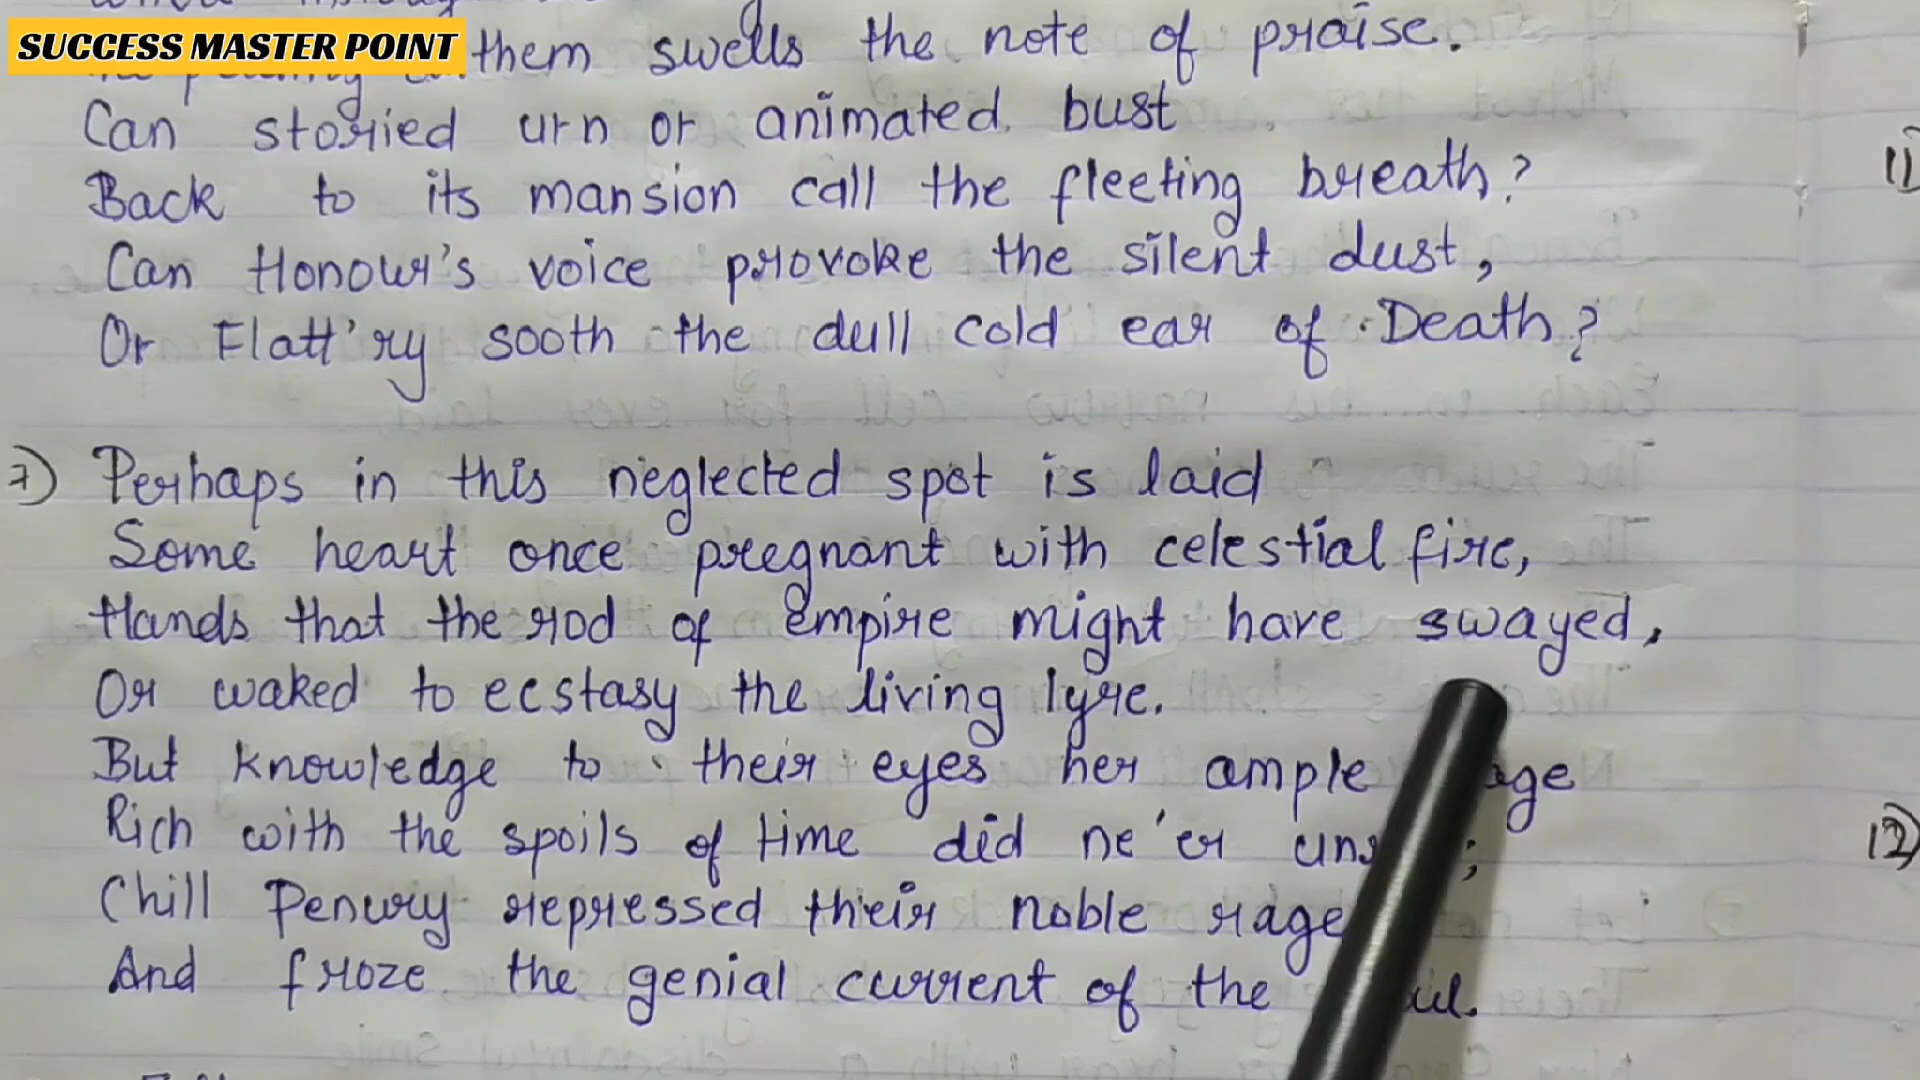 SUCCESS MASTER POINT
them swells the note of praise.
Can storied urn or animated bust
Back to its mansion call the fleeting breath?
11)
Can Honour's voice provoke the silent dust,
Or Flatt'ry sooth the dull cold ear of Death?
7) Perhaps in this neglected spot is laid
Some heart once pregnant with celestial fire,
Hands that the rod of empire might have swayed,
Or waked to ecstasy the living lyre.
But knowledge to their eyes her ample
Rich with the spoils of time did ne'er
12)
Chill Penury repressed their noble rage
And froze the genial current of the